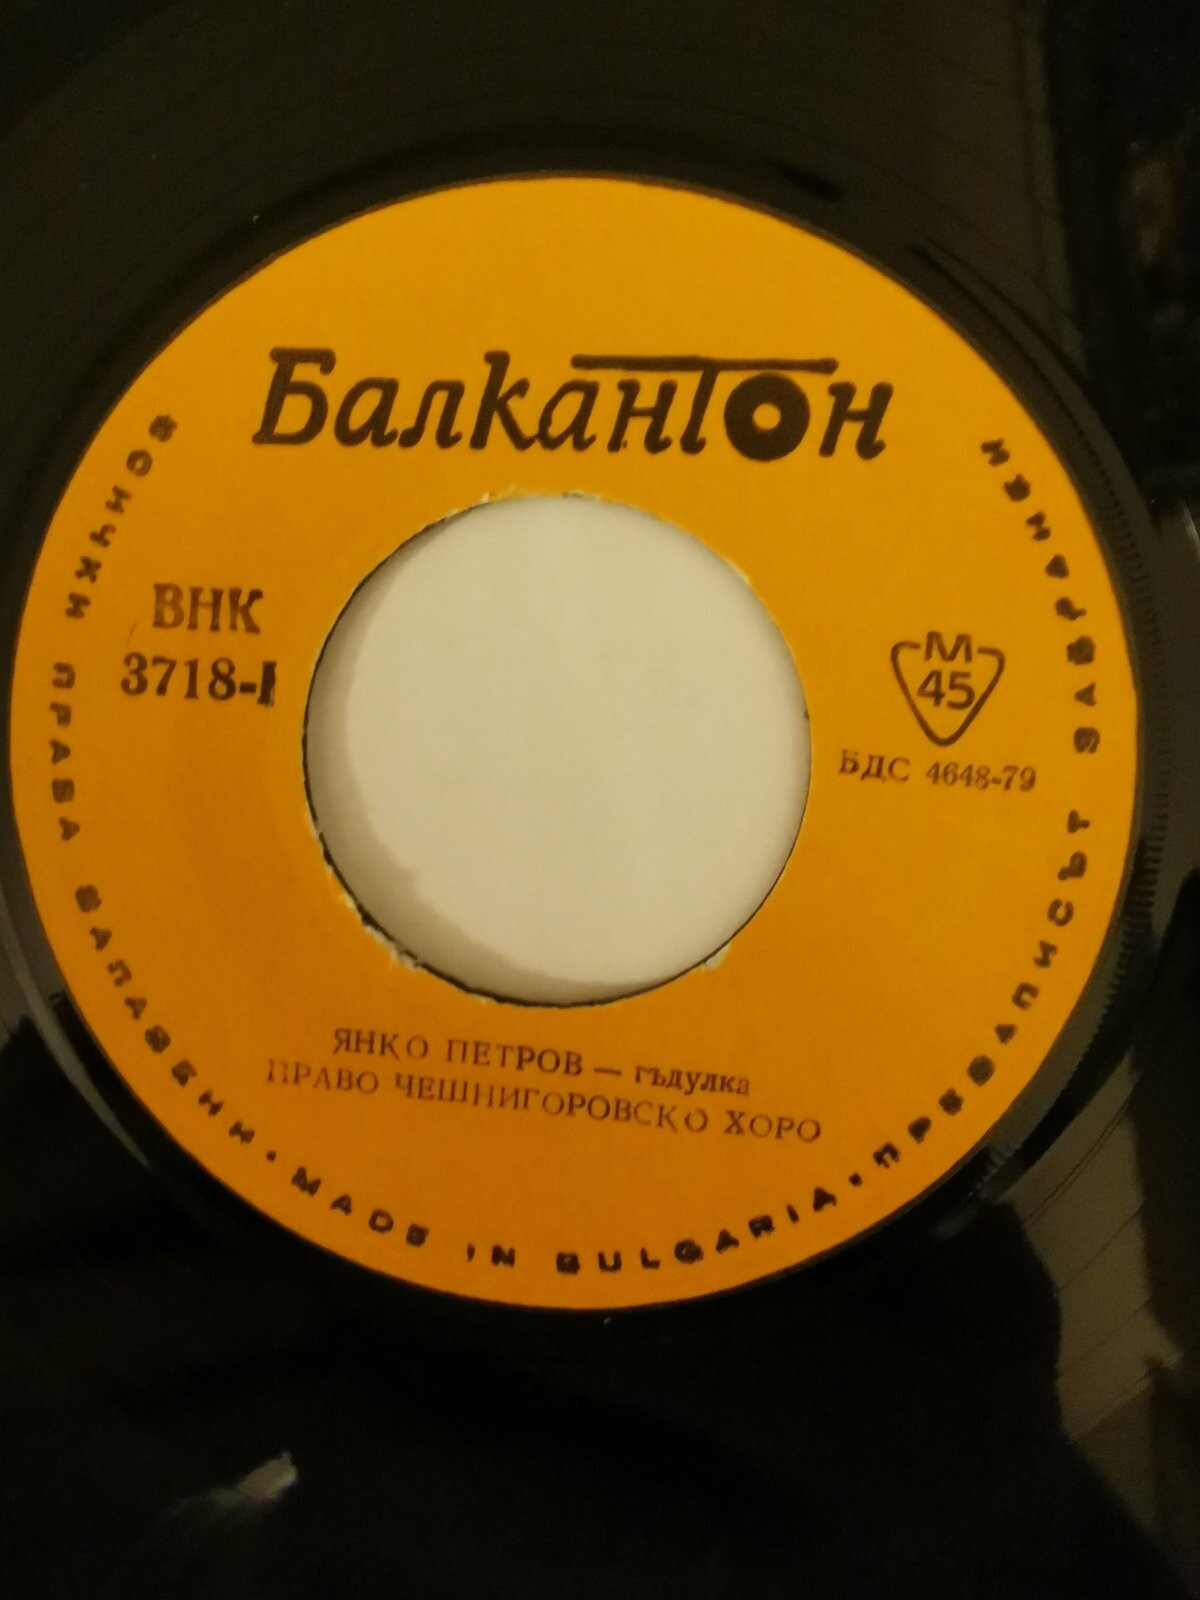 Балкантон
ВНК
3718-I
М
45
БДС 4648-79
ЯНКО ПЕТРОВ — гъдулка
ПРАВО ЧЕШНИГОРОВСКО ХОРО
ВСИЧКИ ПРАВА ЗАПАЗЕНИ · MADE IN BULGARIA · ПРЕЗАПИСЪТ ЗАБРАНЕН